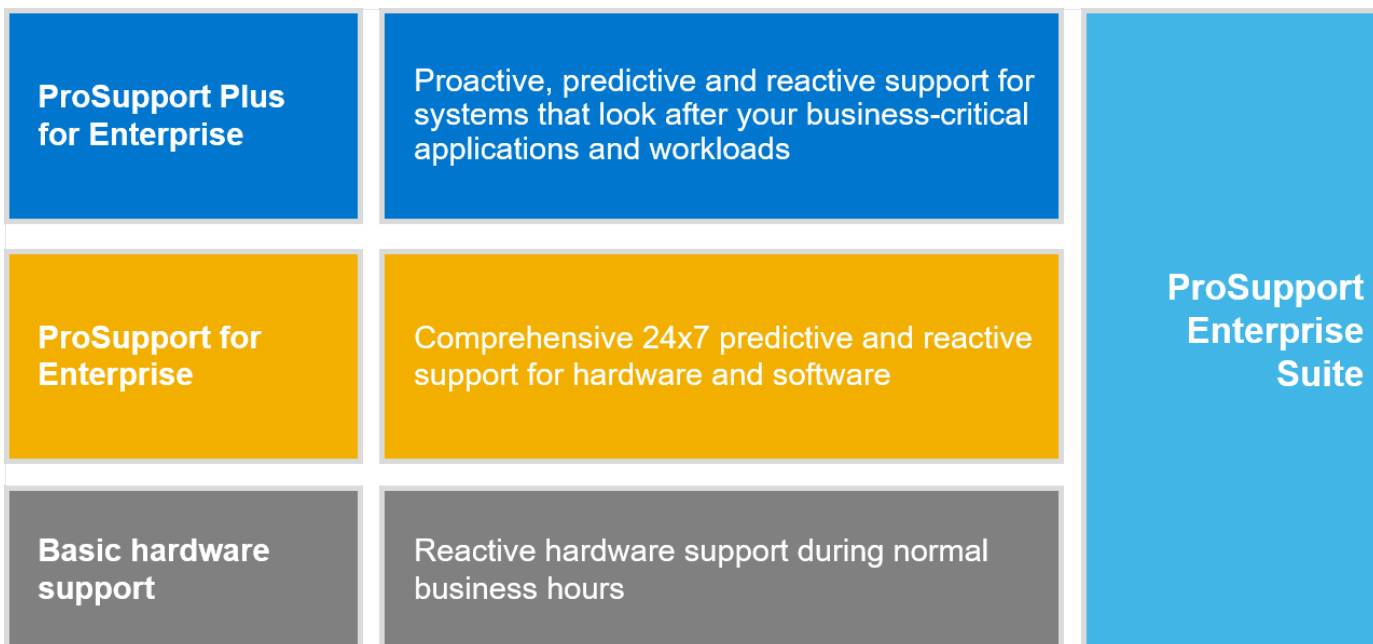 ProSupport Plus
for Enterprise
Proactive, predictive and reactive support for
systems that look after your business-critical
applications and workloads
ProSupport for
Enterprise
Comprehensive 24x7 predictive and reactive
support for hardware and software
Basic hardware
support
Reactive hardware support during normal
business hours
ProSupport
Enterprise
Suite